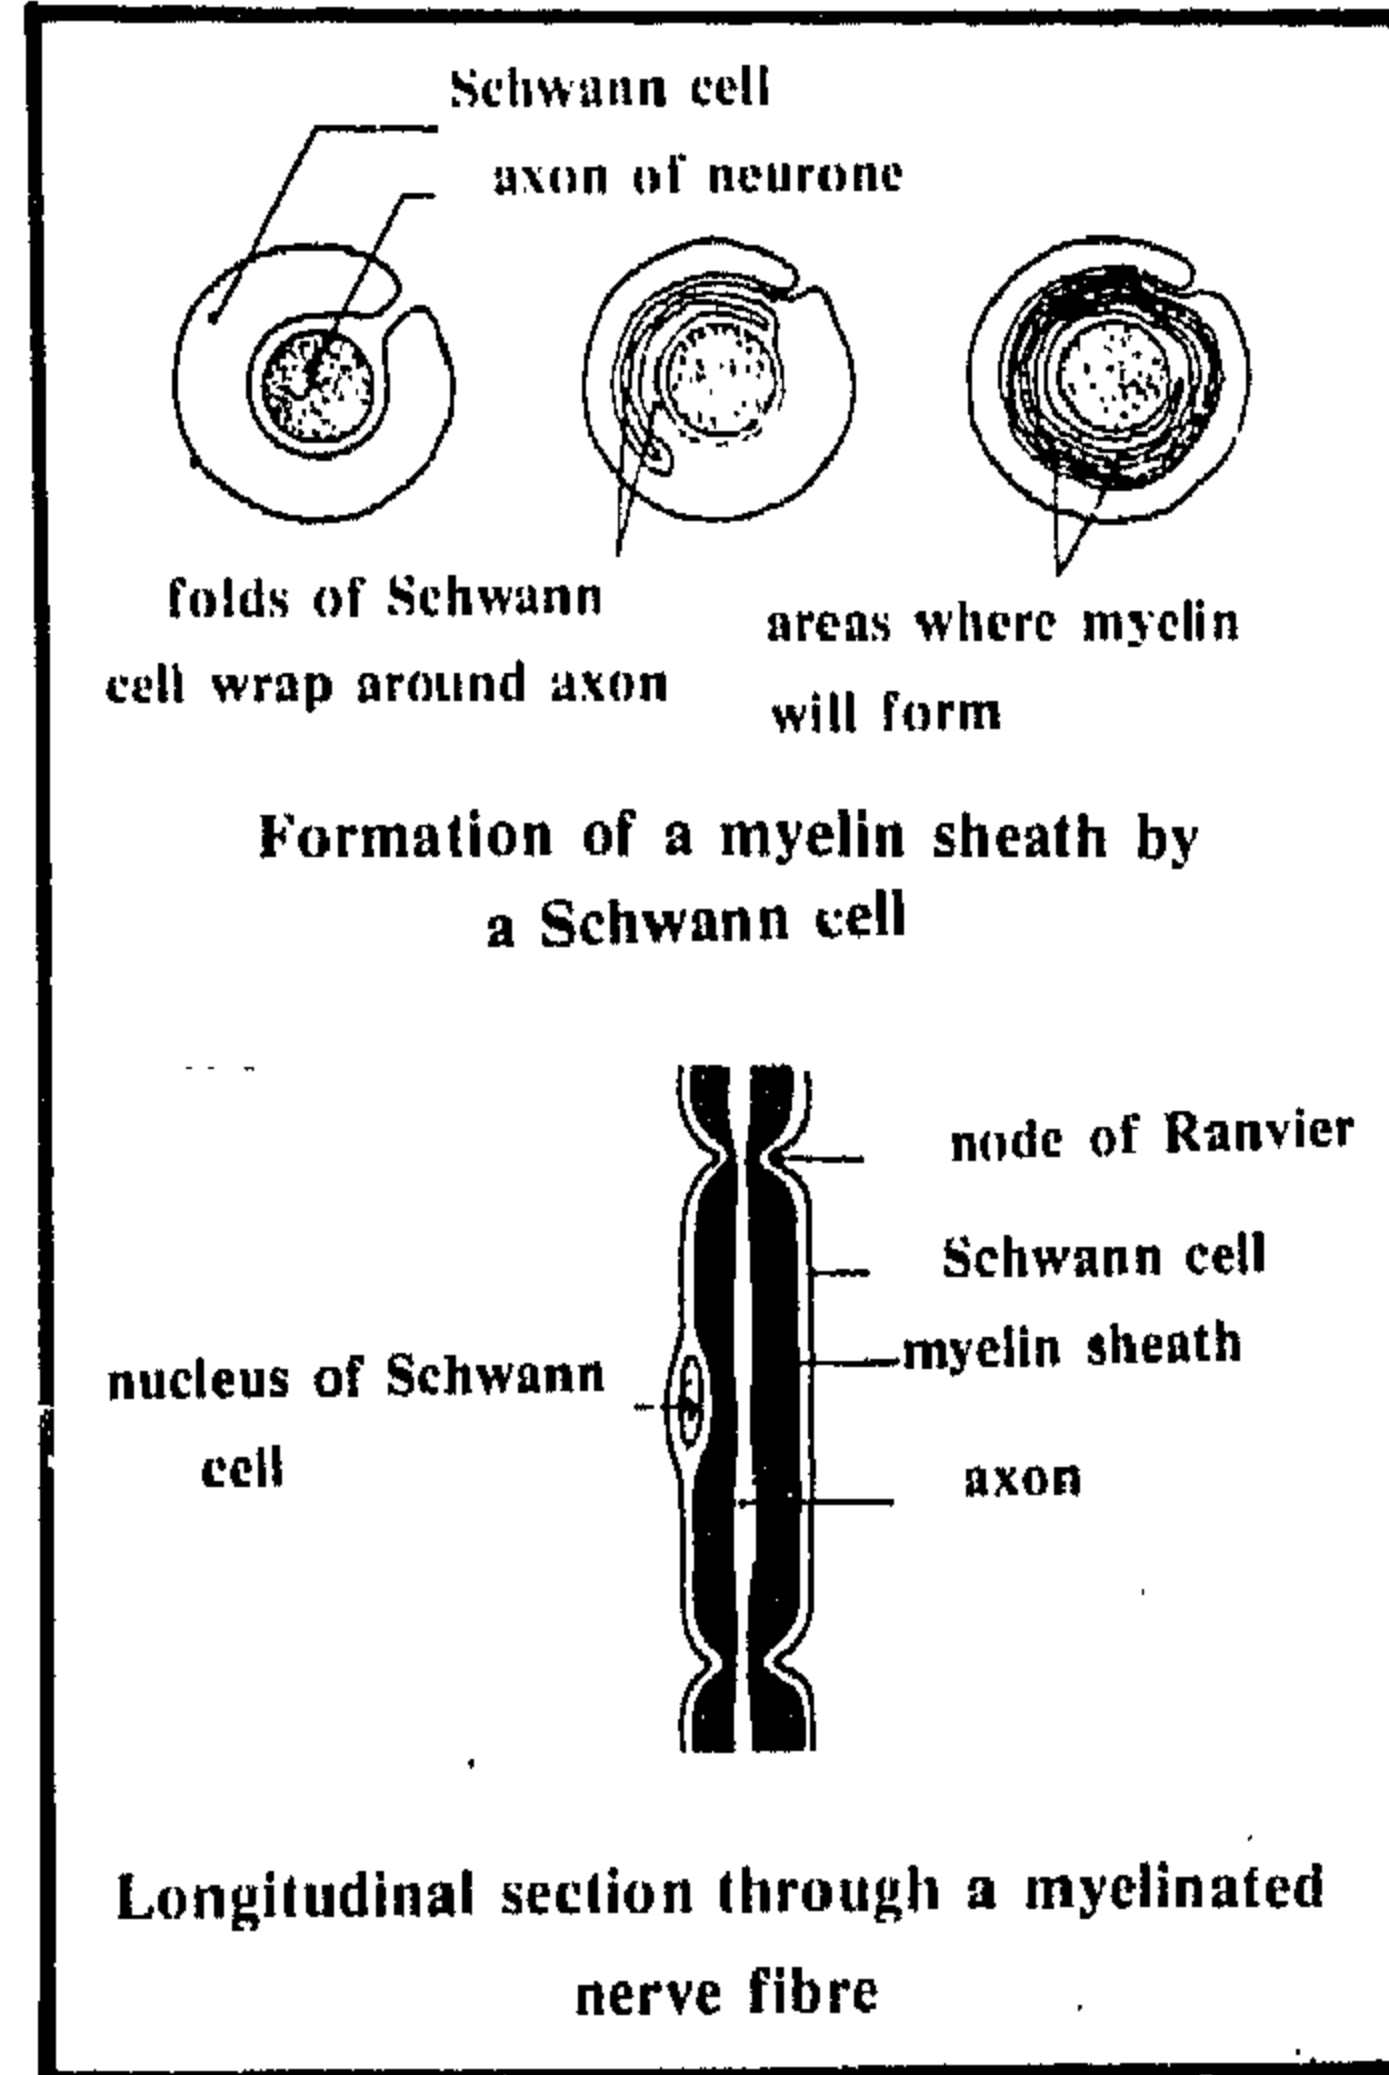 Schwann cell
axon of neurone
folds of Schwann
cell wrap around axon
areas where myelin
will form
Formation of a myelin sheath by
a Schwann cell
node of Ranvier
Schwann cell
myelin sheath
nucleus of Schwann
cell
axon
Longitudinal section through a myelinated
nerve fibre